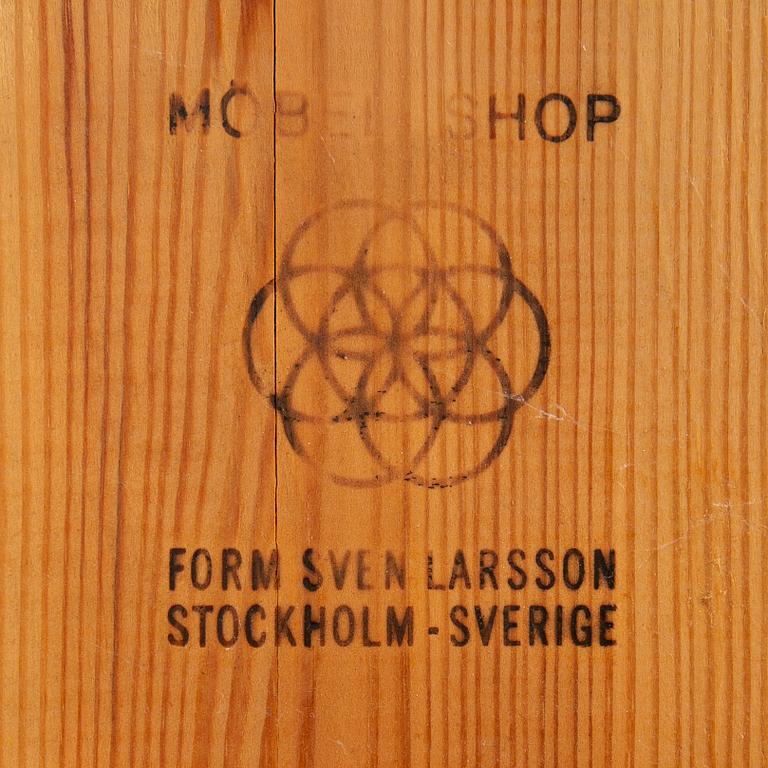 MÖBEL SHOP
FORM SVEN LARSSON
STOCKHOLM-SVERIGE